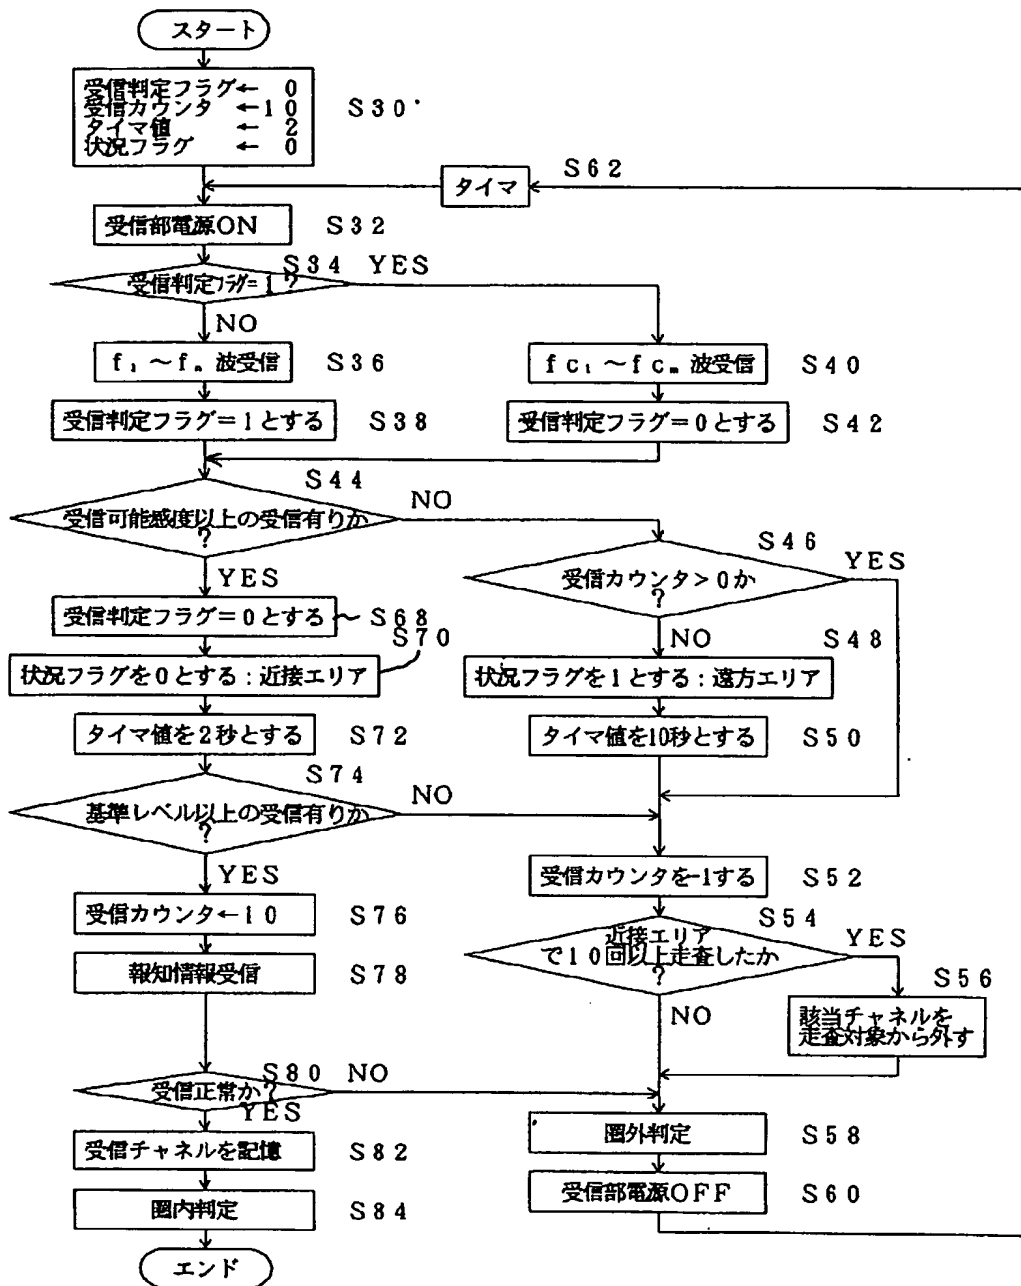 スタート
受信判定フラグ← 0
受信カウンタ ←10
タイマ値 ← 2
状況フラグ ← 0
S30'
S62
タイマ
受信部電源ON S32
S34 YES
受信判定フラグ=1?
NO
f₁~fₙ 波受信 S36
fc₁~fcₘ 波受信 S40
受信判定フラグ=1とする S38
受信判定フラグ=0とする S42
S44
NO
受信可能感度以上の受信有りか
?
YES
S46
YES
受信カウンタ>0か
?
NO
受信判定フラグ=0とする~S68
S70
S48
状況フラグを0とする:近接エリア
状況フラグを1とする:遠方エリア
タイマ値を2秒とする S72
タイマ値を10秒とする S50
S74
NO
基準レベル以上の受信有りか
?
YES
受信カウンタを-1する S52
受信カウンタ←10 S76
S54
YES
近接エリア
で10回以上走査したか
?
NO
報知情報受信 S78
S56
該当チャネルを
走査対象から外す
S80 NO
受信正常か?
YES
圏外判定 S58
受信チャネルを記憶 S82
受信部電源OFF S60
圏内判定 S84
エンド